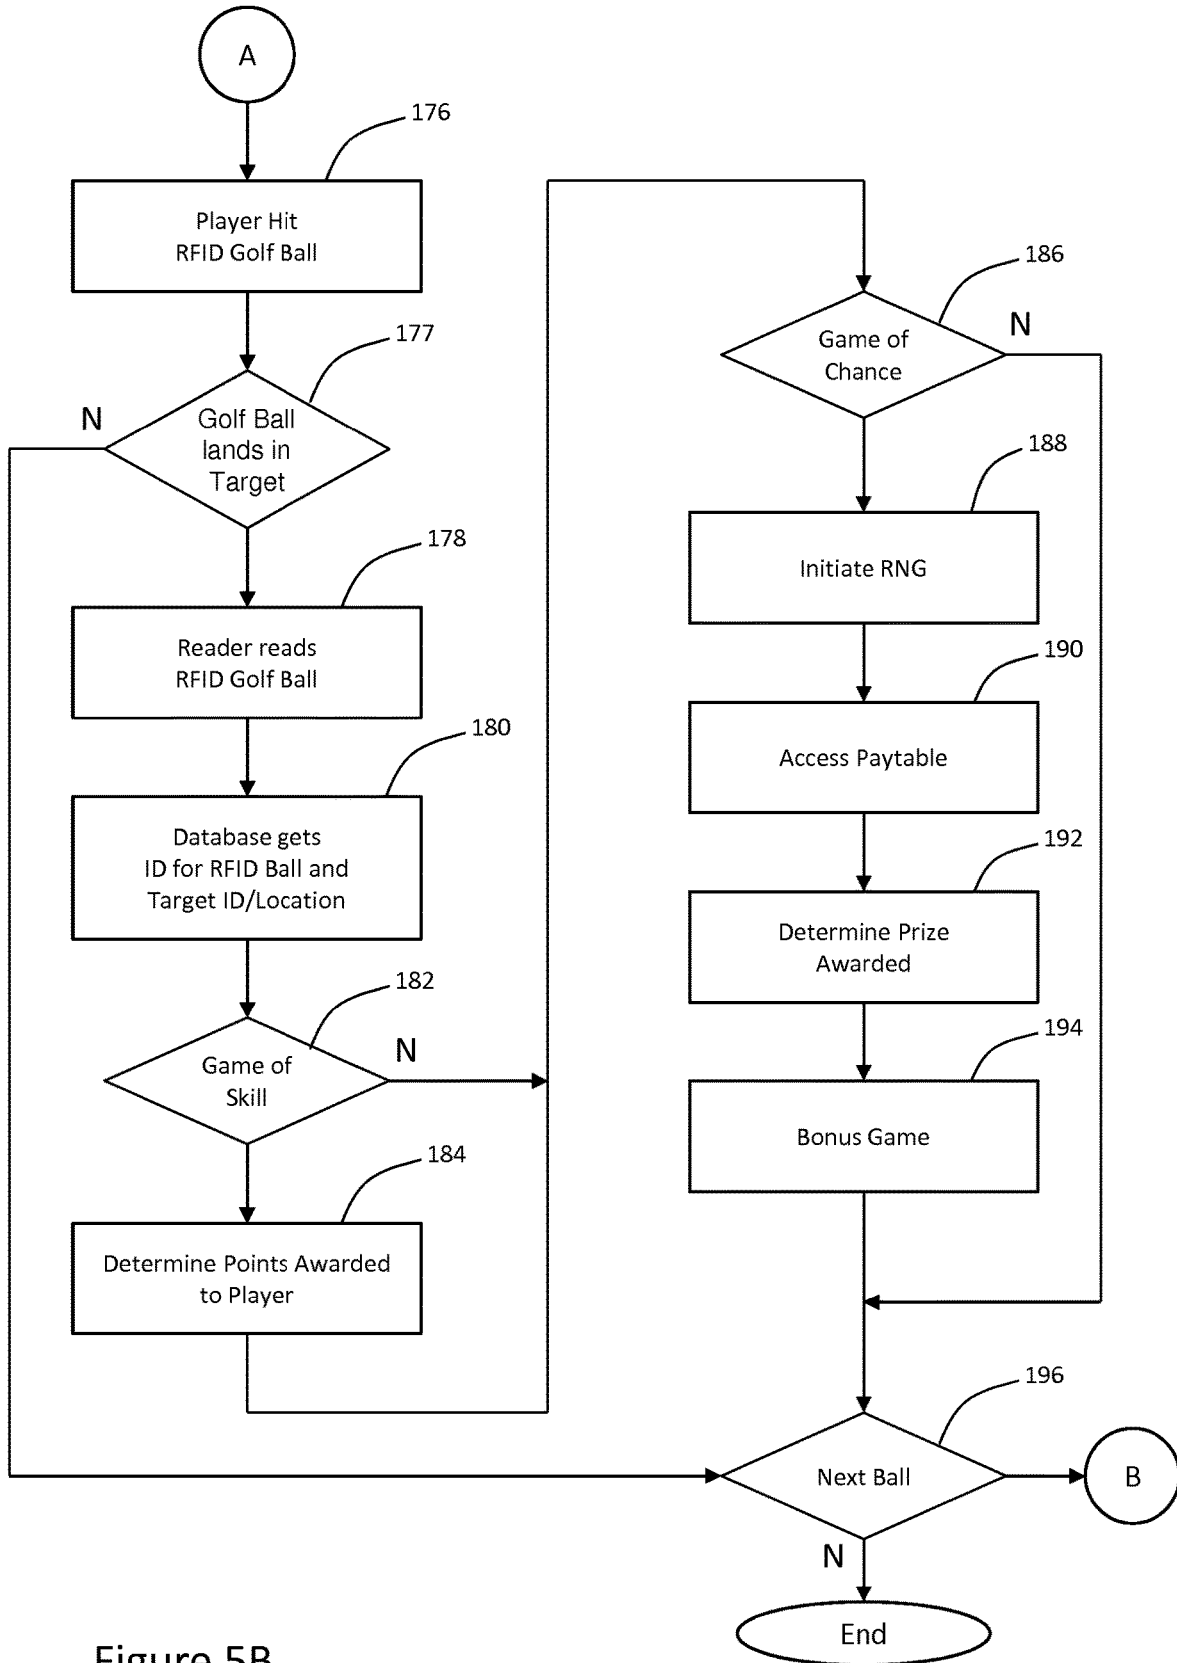 A
176
Player Hit
RFID Golf Ball
177
N
Golf Ball
lands in
Target
178
Reader reads
RFID Golf Ball
180
Database gets
ID for RFID Ball and
Target ID/Location
182
N
Game of
Skill
184
Determine Points Awarded
to Player
186
N
Game of
Chance
188
Initiate RNG
190
Access Paytable
192
Determine Prize
Awarded
194
Bonus Game
196
Next Ball
B
N
End
Figure 5B